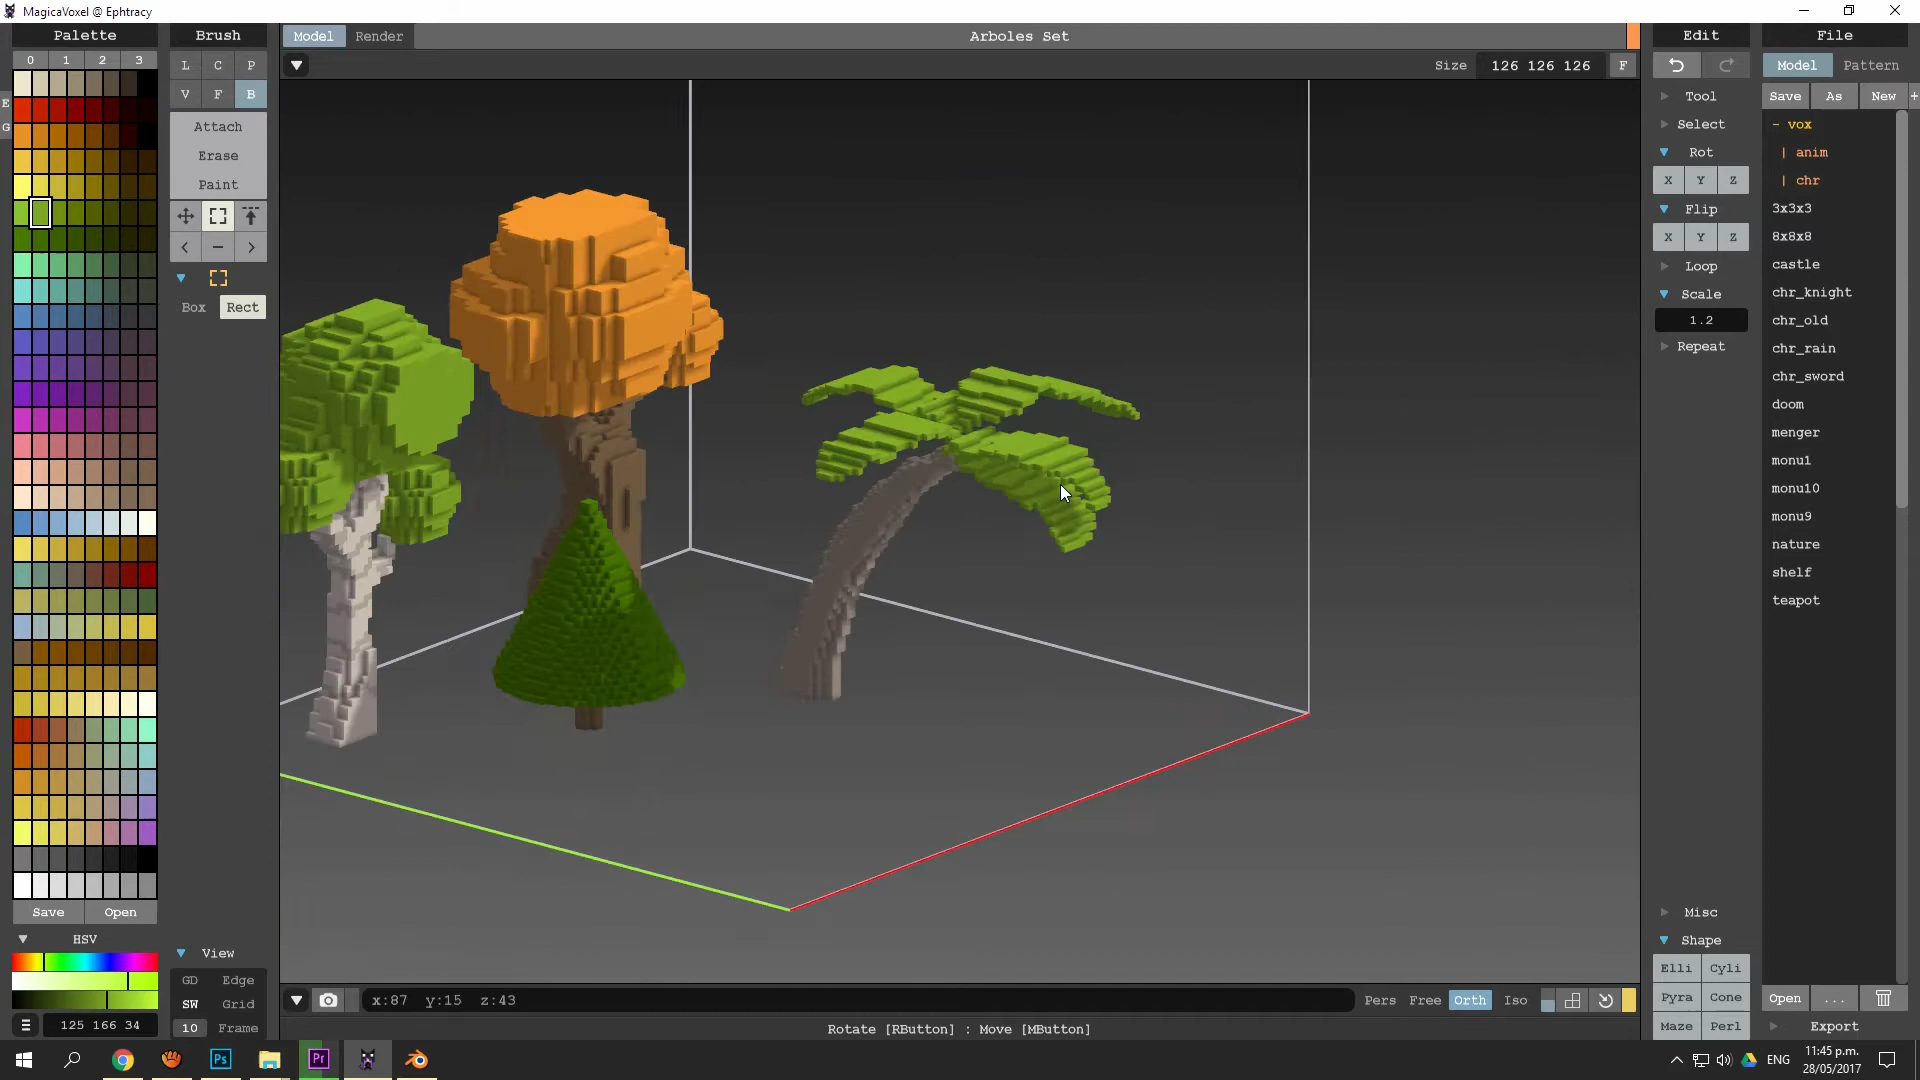 MagicaVoxel @ Ephtracy
Palette
0 1 2 3
E
G
Save Open
HSV
125 166 34
Brush
L C P
V F B
Attach
Erase
Paint
Box Rect
View
GD Edge
SW Grid
10 Frame
Model Render Arboles Set
Size 126 126 126 F
x:87 y:15 z:43 Pers Free Orth Iso
Rotate [RButton] : Move [MButton]
Edit
Tool
Select
Rot
X Y Z
Flip
X Y Z
Loop
Scale
1.2
Repeat
Misc
Shape
Elli Cyli
Pyra Cone
Maze Perl
File
Model Pattern
Save As New +
- vox
| anim
| chr
3x3x3
8x8x8
castle
chr_knight
chr_old
chr_rain
chr_sword
doom
menger
monu1
monu10
monu9
nature
shelf
teapot
Open ...
Export
Ps Pr ENG 11:45 p.m.
28/05/2017